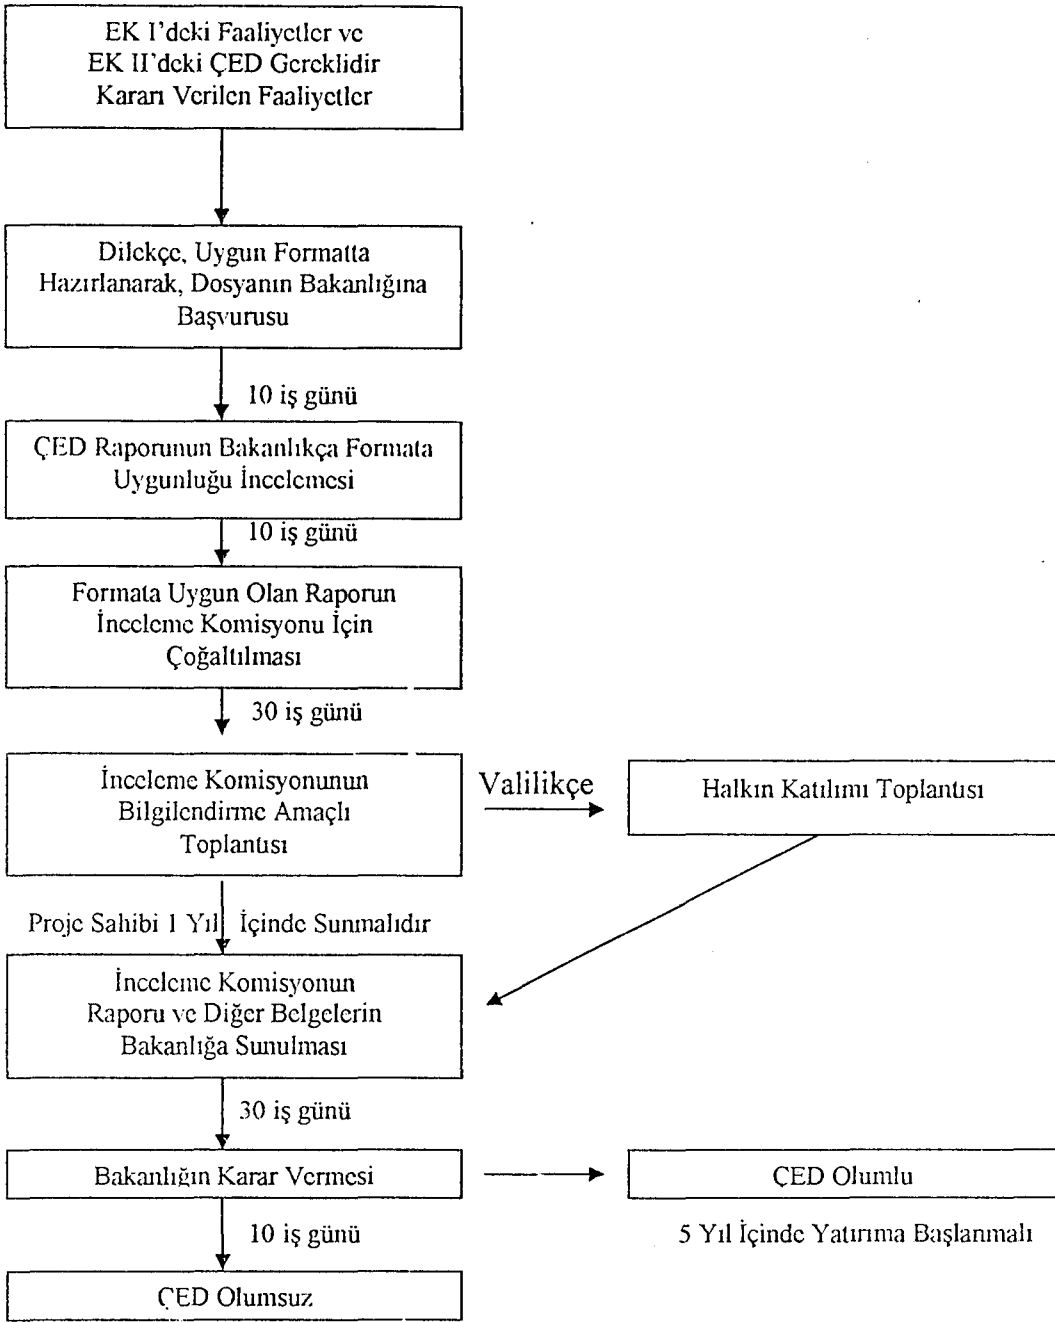 EK I'deki Faaliyetler ve
EK II'deki ÇED Gereklidir
Kararı Verilen Faaliyetler
Dilekçe, Uygun Formatta
Hazırlanarak, Dosyanın Bakanlığına
Başvurusu
10 iş günü
ÇED Raporunun Bakanlıkça Formata
Uygunluğu İncelemesi
10 iş günü
Formata Uygun Olan Raporun
İnceleme Komisyonu İçin
Çoğaltılması
30 iş günü
İnceleme Komisyonunun
Bilgilendirme Amaçlı
Toplantısı
Valilikçe
Halkın Katılımı Toplantısı
Proje Sahibi 1 Yıl İçinde Sunmalıdır
İnceleme Komisyonun
Raporu ve Diğer Belgelerin
Bakanlığa Sunulması
30 iş günü
Bakanlığın Karar Vermesi
ÇED Olumlu
10 iş günü
5 Yıl İçinde Yatırıma Başlanmalı
ÇED Olumsuz